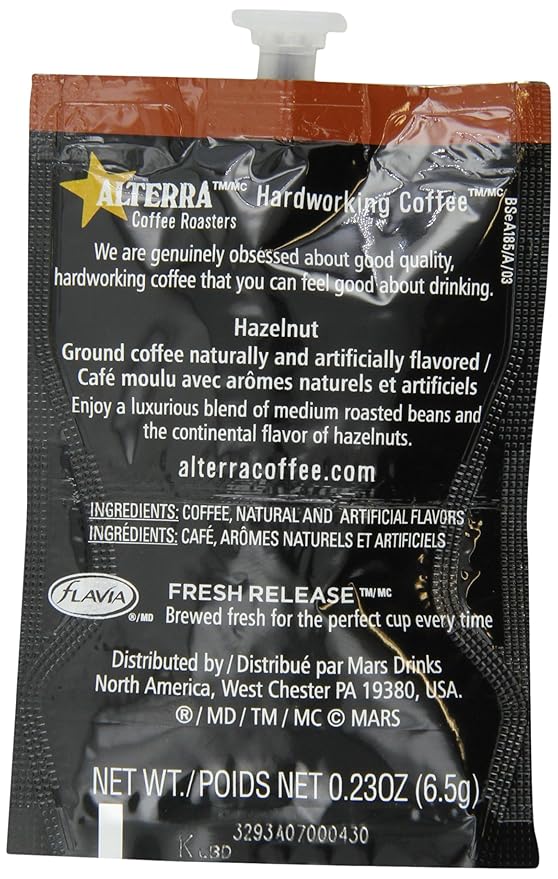 ALTERRA™/MC Hardworking Coffee™/MC
Coffee Roasters
BSeA185/A/03
We are genuinely obsessed about good quality,
hardworking coffee that you can feel good about drinking.
Hazelnut
Ground coffee naturally and artificially flavored /
Café moulu avec arômes naturels et artificiels
Enjoy a luxurious blend of medium roasted beans and
the continental flavor of hazelnuts.
alterracoffee.com
INGREDIENTS: COFFEE, NATURAL AND ARTIFICIAL FLAVORS
INGRÉDIENTS: CAFÉ, ARÔMES NATURELS ET ARTIFICIELS
FLAVIA ®/MD
FRESH RELEASE™/MC
Brewed fresh for the perfect cup every time
Distributed by / Distribué par Mars Drinks
North America, West Chester PA 19380, USA.
® / MD / TM / MC © MARS
NET WT./POIDS NET 0.23OZ (6.5g)
3293A07000430